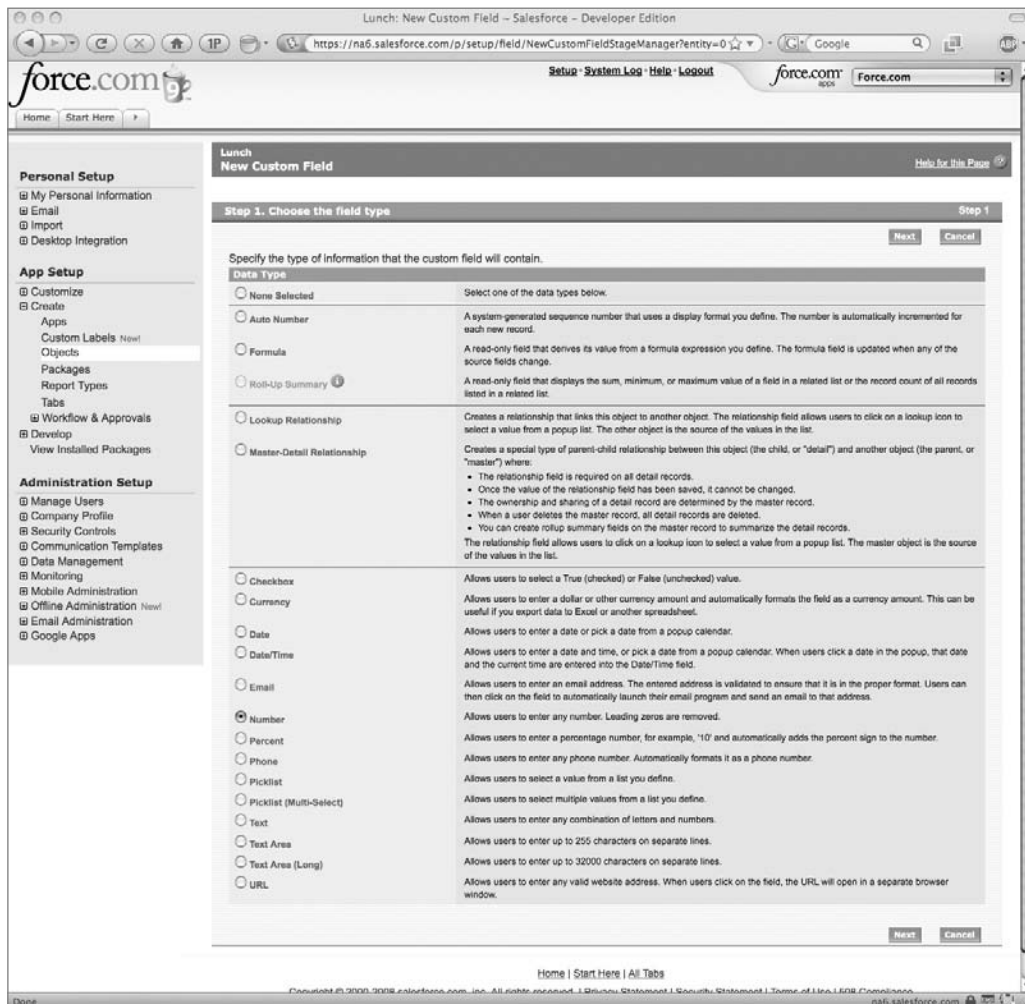 Lunch: New Custom Field – Salesforce – Developer Edition
1P
https://na6.salesforce.com/p/setup/field/NewCustomFieldStageManager?entity=0
Google
ABP
force.com
Setup · System Log · Help · Logout
force.com apps
Force.com
Home
Start Here
Lunch
New Custom Field
Help for this Page
Personal Setup
My Personal Information
Email
Import
Desktop Integration
App Setup
Customize
Create
Apps
Custom Labels New!
Objects
Packages
Report Types
Tabs
Workflow & Approvals
Develop
View Installed Packages
Administration Setup
Manage Users
Company Profile
Security Controls
Communication Templates
Data Management
Monitoring
Mobile Administration
Offline Administration New!
Email Administration
Google Apps
Step 1. Choose the field type
Step 1
Next
Cancel
Specify the type of information that the custom field will contain.
Data Type
None Selected
Select one of the data types below.
Auto Number
A system-generated sequence number that uses a display format you define. The number is automatically incremented for
each new record.
Formula
A read-only field that derives its value from a formula expression you define. The formula field is updated when any of the
source fields change.
Roll-Up Summary
A read-only field that displays the sum, minimum, or maximum value of a field in a related list or the record count of all records
listed in a related list.
Lookup Relationship
Creates a relationship that links this object to another object. The relationship field allows users to click on a lookup icon to
select a value from a popup list. The other object is the source of the values in the list.
Master-Detail Relationship
Creates a special type of parent-child relationship between this object (the child, or "detail") and another object (the parent, or
"master") where:
• The relationship field is required on all detail records.
• Once the value of the relationship field has been saved, it cannot be changed.
• The ownership and sharing of a detail record are determined by the master record.
• When a user deletes the master record, all detail records are deleted.
• You can create rollup summary fields on the master record to summarize the detail records.
The relationship field allows users to click on a lookup icon to select a value from a popup list. The master object is the source
of the values in the list.
Checkbox
Allows users to select a True (checked) or False (unchecked) value.
Currency
Allows users to enter a dollar or other currency amount and automatically formats the field as a currency amount. This can be
useful if you export data to Excel or another spreadsheet.
Date
Allows users to enter a date or pick a date from a popup calendar.
Date/Time
Allows users to enter a date and time, or pick a date from a popup calendar. When users click a date in the popup, that date
and the current time are entered into the Date/Time field.
Email
Allows users to enter an email address. The entered address is validated to ensure that it is in the proper format. Users can
then click on the field to automatically launch their email program and send an email to that address.
Number
Allows users to enter any number. Leading zeros are removed.
Percent
Allows users to enter a percentage number, for example, '10' and automatically adds the percent sign to the number.
Phone
Allows users to enter any phone number. Automatically formats it as a phone number.
Picklist
Allows users to select a value from a list you define.
Picklist (Multi-Select)
Allows users to select multiple values from a list you define.
Text
Allows users to enter any combination of letters and numbers.
Text Area
Allows users to enter up to 255 characters on separate lines.
Text Area (Long)
Allows users to enter up to 32000 characters on separate lines.
URL
Allows users to enter any valid website address. When users click on the field, the URL will open in a separate browser
window.
Next
Cancel
Home | Start Here | All Tabs
Copyright © 2000-2008 salesforce.com, inc. All rights reserved. | Privacy Statement | Security Statement | Terms of Use | 508 Compliance
Done
na6.salesforce.com